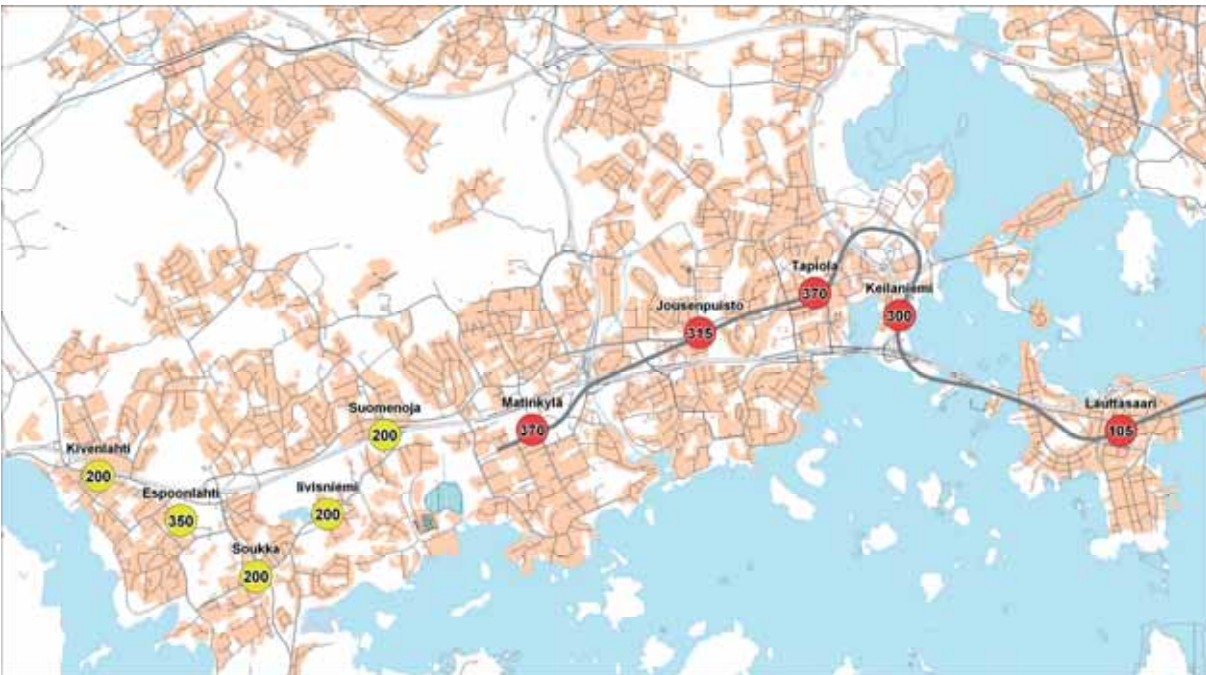 Tapiola
370
Keilaniemi
300
Jousenpuisto
315
Lauttasaari
105
Matinkylä
370
Suomenoja
200
Kivenlahti
200
Espoonlahti
350
Iivisniemi
200
Soukka
200